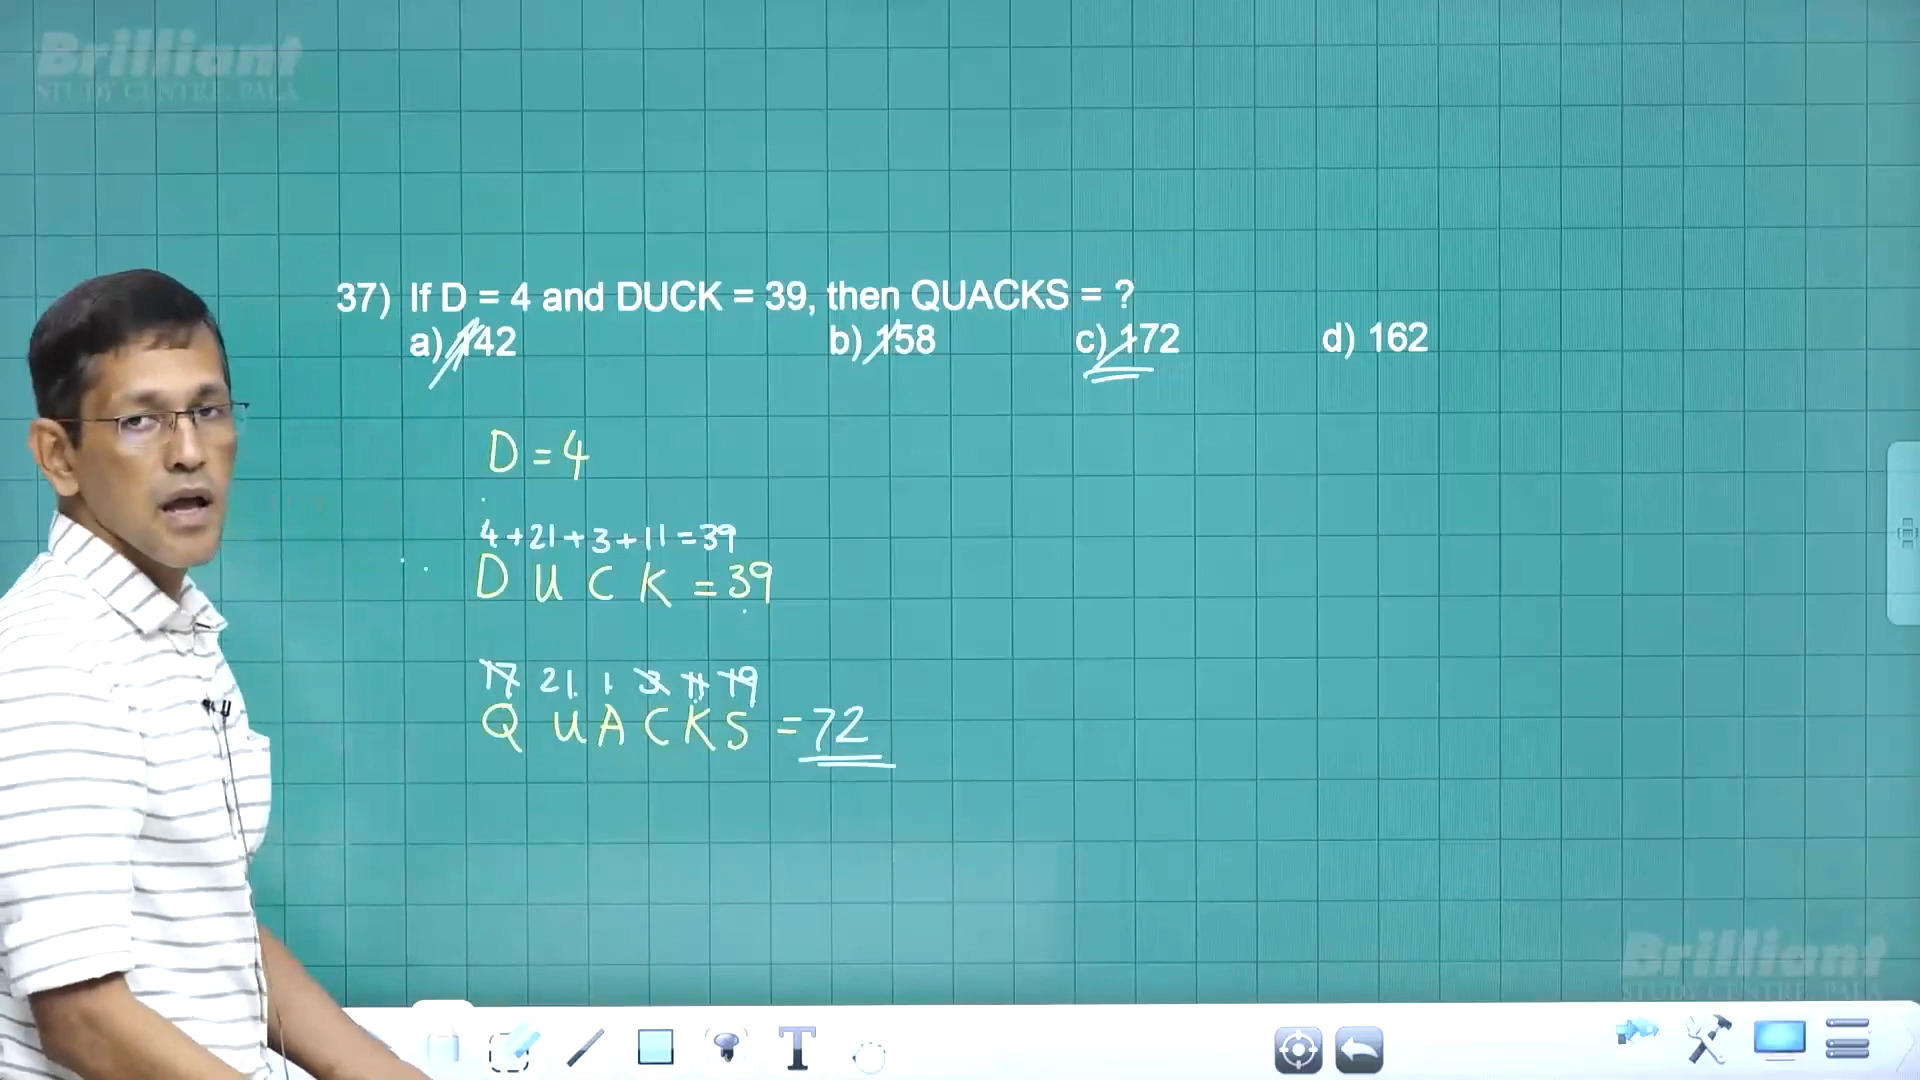 Brilliant
STUDY CENTRE, PALA
37) If D = 4 and DUCK = 39, then QUACKS = ?
a) 142 b) 158 c) 172 d) 162
D = 4
4+21+3+11=39
D U C K = 39
17 21 1 3 11 19
Q U A C K S = 72
Brilliant
STUDY CENTRE, PALA
T